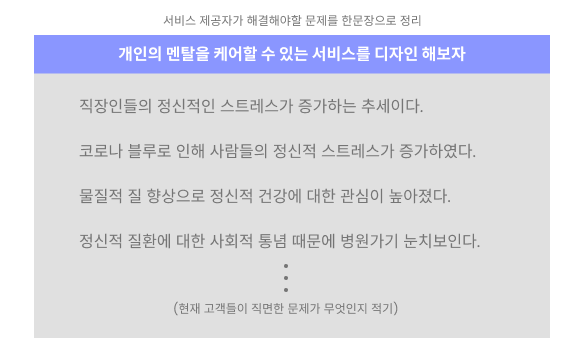 서비스 제공자가 해결해야할 문제를 한문장으로 정리
개인의 멘탈을 케어할 수 있는 서비스를 디자인 해보자
직장인들의 정신적인 스트레스가 증가하는 추세이다.
코로나 블루로 인해 사람들의 정신적 스트레스가 증가하였다.
물질적 질 향상으로 정신적 건강에 대한 관심이 높아졌다.
정신적 질환에 대한 사회적 통념 때문에 병원가기 눈치보인다.
(현재 고객들이 직면한 문제가 무엇인지 적기)